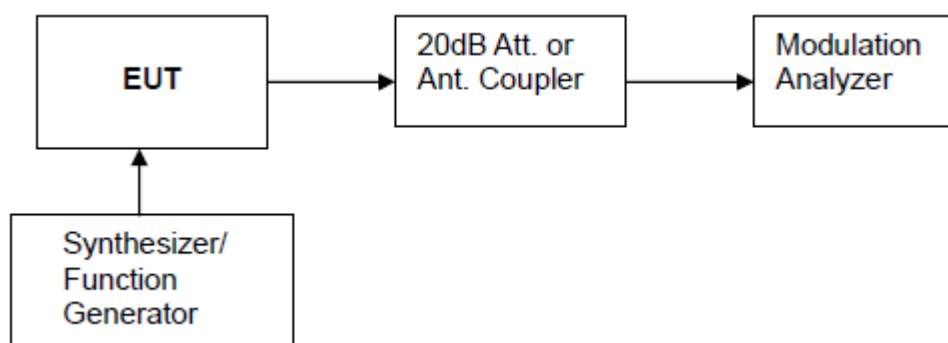 EUT
20dB Att. or
Ant. Coupler
Modulation
Analyzer
Synthesizer/
Function
Generator